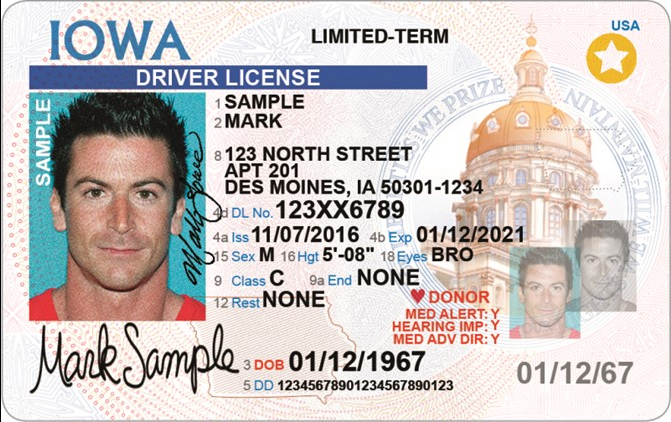 IOWA
LIMITED-TERM
USA
DRIVER LICENSE
SAMPLE
1 SAMPLE
2 MARK
8 123 NORTH STREET
APT 201
DES MOINES, IA 50301-1234
4d DL No. 123XX6789
4a Iss 11/07/2016 4b Exp 01/12/2021
15 Sex M 16 Hgt 5'-08" 18 Eyes BRO
9 Class C 9a End NONE
12 Rest NONE
DONOR
MED ALERT: Y
HEARING IMP: Y
MED ADV DIR: Y
Mark Sample
3 DOB 01/12/1967
5 DD 12345678901234567890123
01/12/67
WE PRIZE